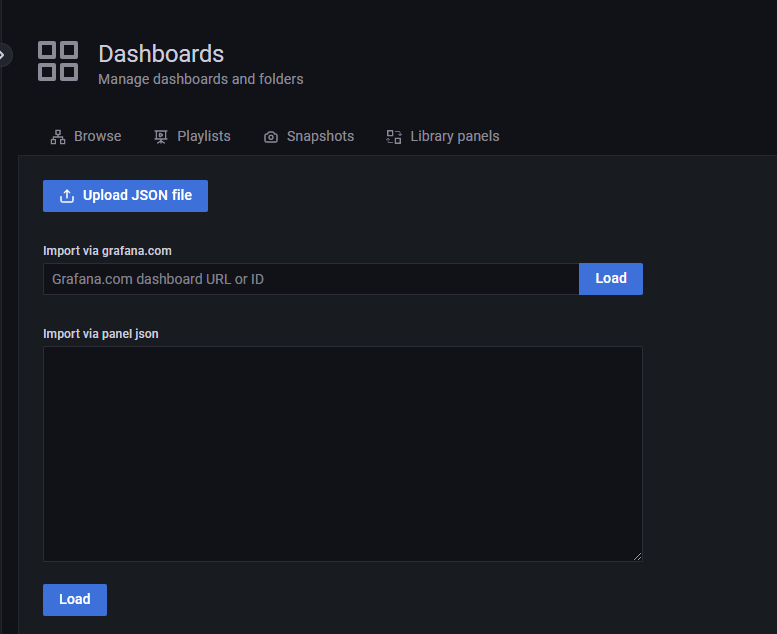 Dashboards
Manage dashboards and folders
Browse Playlists Snapshots Library panels
Upload JSON file
Import via grafana.com
Grafana.com dashboard URL or ID Load
Import via panel json
Load